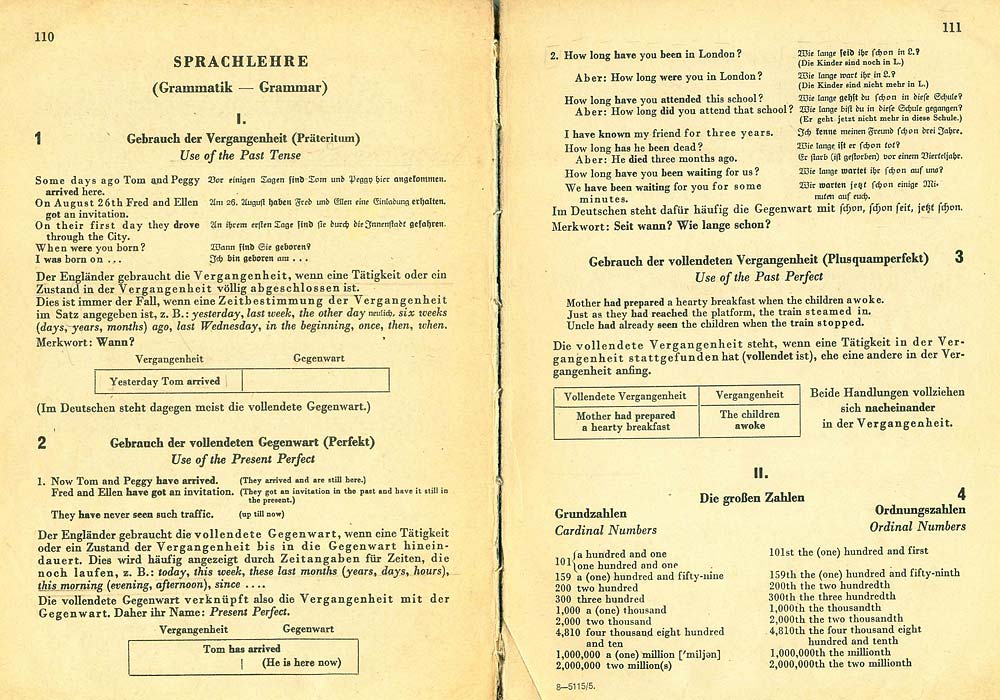 110
SPRACHLEHRE
(Grammatik — Grammar)
I.
1 Gebrauch der Vergangenheit (Präteritum)
Use of the Past Tense
Some days ago Tom and Peggy Vor einigen Tagen sind Tom und Peggy hier angekommen.
arrived here.
On August 26th Fred and Ellen Am 26. August haben Fred und Ellen eine Einladung erhalten.
got an invitation.
On their first day they drove An ihrem ersten Tage sind sie durch die Innenstadt gefahren.
through the City.
When were you born? Wann sind Sie geboren?
I was born on ... Ich bin geboren am ...
Der Engländer gebraucht die Vergangenheit, wenn eine Tätigkeit oder ein
Zustand in der Vergangenheit völlig abgeschlossen ist.
Dies ist immer der Fall, wenn eine Zeitbestimmung der Vergangenheit
im Satz angegeben ist, z. B.: yesterday, last week, the other day neulich, six weeks
(days, years, months) ago, last Wednesday, in the beginning, once, then, when.
Merkwort: Wann?
Vergangenheit Gegenwart
Yesterday Tom arrived
(Im Deutschen steht dagegen meist die vollendete Gegenwart.)
2 Gebrauch der vollendeten Gegenwart (Perfekt)
Use of the Present Perfect
1. Now Tom and Peggy have arrived. (They arrived and are still here.)
Fred and Ellen have got an invitation. (They got an invitation in the past and have it still in
the present.)
They have never seen such traffic. (up till now)
Der Engländer gebraucht die vollendete Gegenwart, wenn eine Tätigkeit
oder ein Zustand der Vergangenheit bis in die Gegenwart hinein-
dauert. Dies wird häufig angezeigt durch Zeitangaben für Zeiten, die
noch laufen, z. B.: today, this week, these last months (years, days, hours),
this morning (evening, afternoon), since ....
Die vollendete Gegenwart verknüpft also die Vergangenheit mit der
Gegenwart. Daher ihr Name: Present Perfect.
Vergangenheit Gegenwart
Tom has arrived
(He is here now)
111
2. How long have you been in London? Wie lange seid ihr schon in L.?
(Die Kinder sind noch in L.)
Aber: How long were you in London? Wie lange wart ihr in L.?
(Die Kinder sind nicht mehr in L.)
How long have you attended this school? Wie lange gehst du schon in diese Schule?
Aber: How long did you attend that school? Wie lange bist du in diese Schule gegangen?
(Er geht jetzt nicht mehr in diese Schule.)
I have known my friend for three years. Ich kenne meinen Freund schon drei Jahre.
How long has he been dead? Wie lange ist er schon tot?
Aber: He died three months ago. Er starb (ist gestorben) vor einem Vierteljahr.
How long have you been waiting for us? Wie lange wartet ihr schon auf uns?
We have been waiting for you for some Wir warten jetzt schon einige Mi-
minutes. nuten auf euch.
Im Deutschen steht dafür häufig die Gegenwart mit schon, schon seit, jetzt schon.
Merkwort: Seit wann? Wie lange schon?
Gebrauch der vollendeten Vergangenheit (Plusquamperfekt) 3
Use of the Past Perfect
Mother had prepared a hearty breakfast when the children awoke.
Just as they had reached the platform, the train steamed in.
Uncle had already seen the children when the train stopped.
Die vollendete Vergangenheit steht, wenn eine Tätigkeit in der Ver-
gangenheit stattgefunden hat (vollendet ist), ehe eine andere in der Ver-
gangenheit anfing.
Vollendete Vergangenheit Vergangenheit
Mother had prepared The children
a hearty breakfast awoke
Beide Handlungen vollziehen
sich nacheinander
in der Vergangenheit.
II.
Die großen Zahlen 4
Grundzahlen Ordnungszahlen
Cardinal Numbers Ordinal Numbers
101 {a hundred and one 101st the (one) hundred and first
{one hundred and one
159 a (one) hundred and fifty-nine 159th the (one) hundred and fifty-ninth
200 two hundred 200th the two hundredth
300 three hundred 300th the three hundredth
1,000 a (one) thousand 1,000th the thousandth
2,000 two thousand 2,000th the two thousandth
4,810 four thousand eight hundred 4,810th the four thousand eight
and ten hundred and tenth
1,000,000 a (one) million ['miljən] 1,000,000th the millionth
2,000,000 two million(s) 2,000,000th the two millionth
8—5115/5.